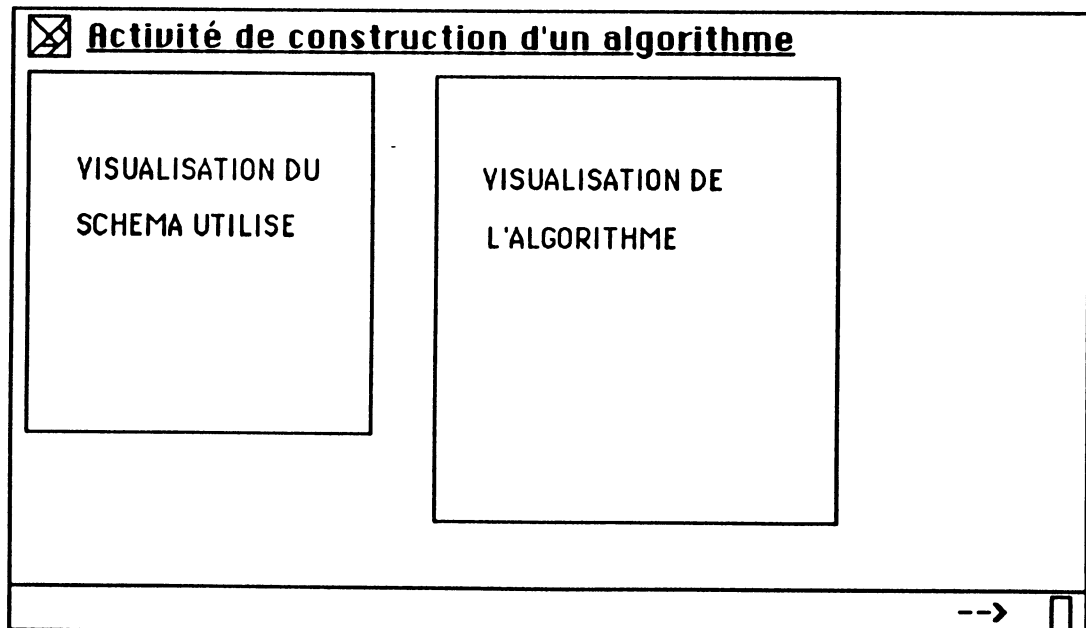 Activité de construction d'un algorithme
VISUALISATION DU
SCHEMA UTILISE
VISUALISATION DE
L'ALGORITHME
-->